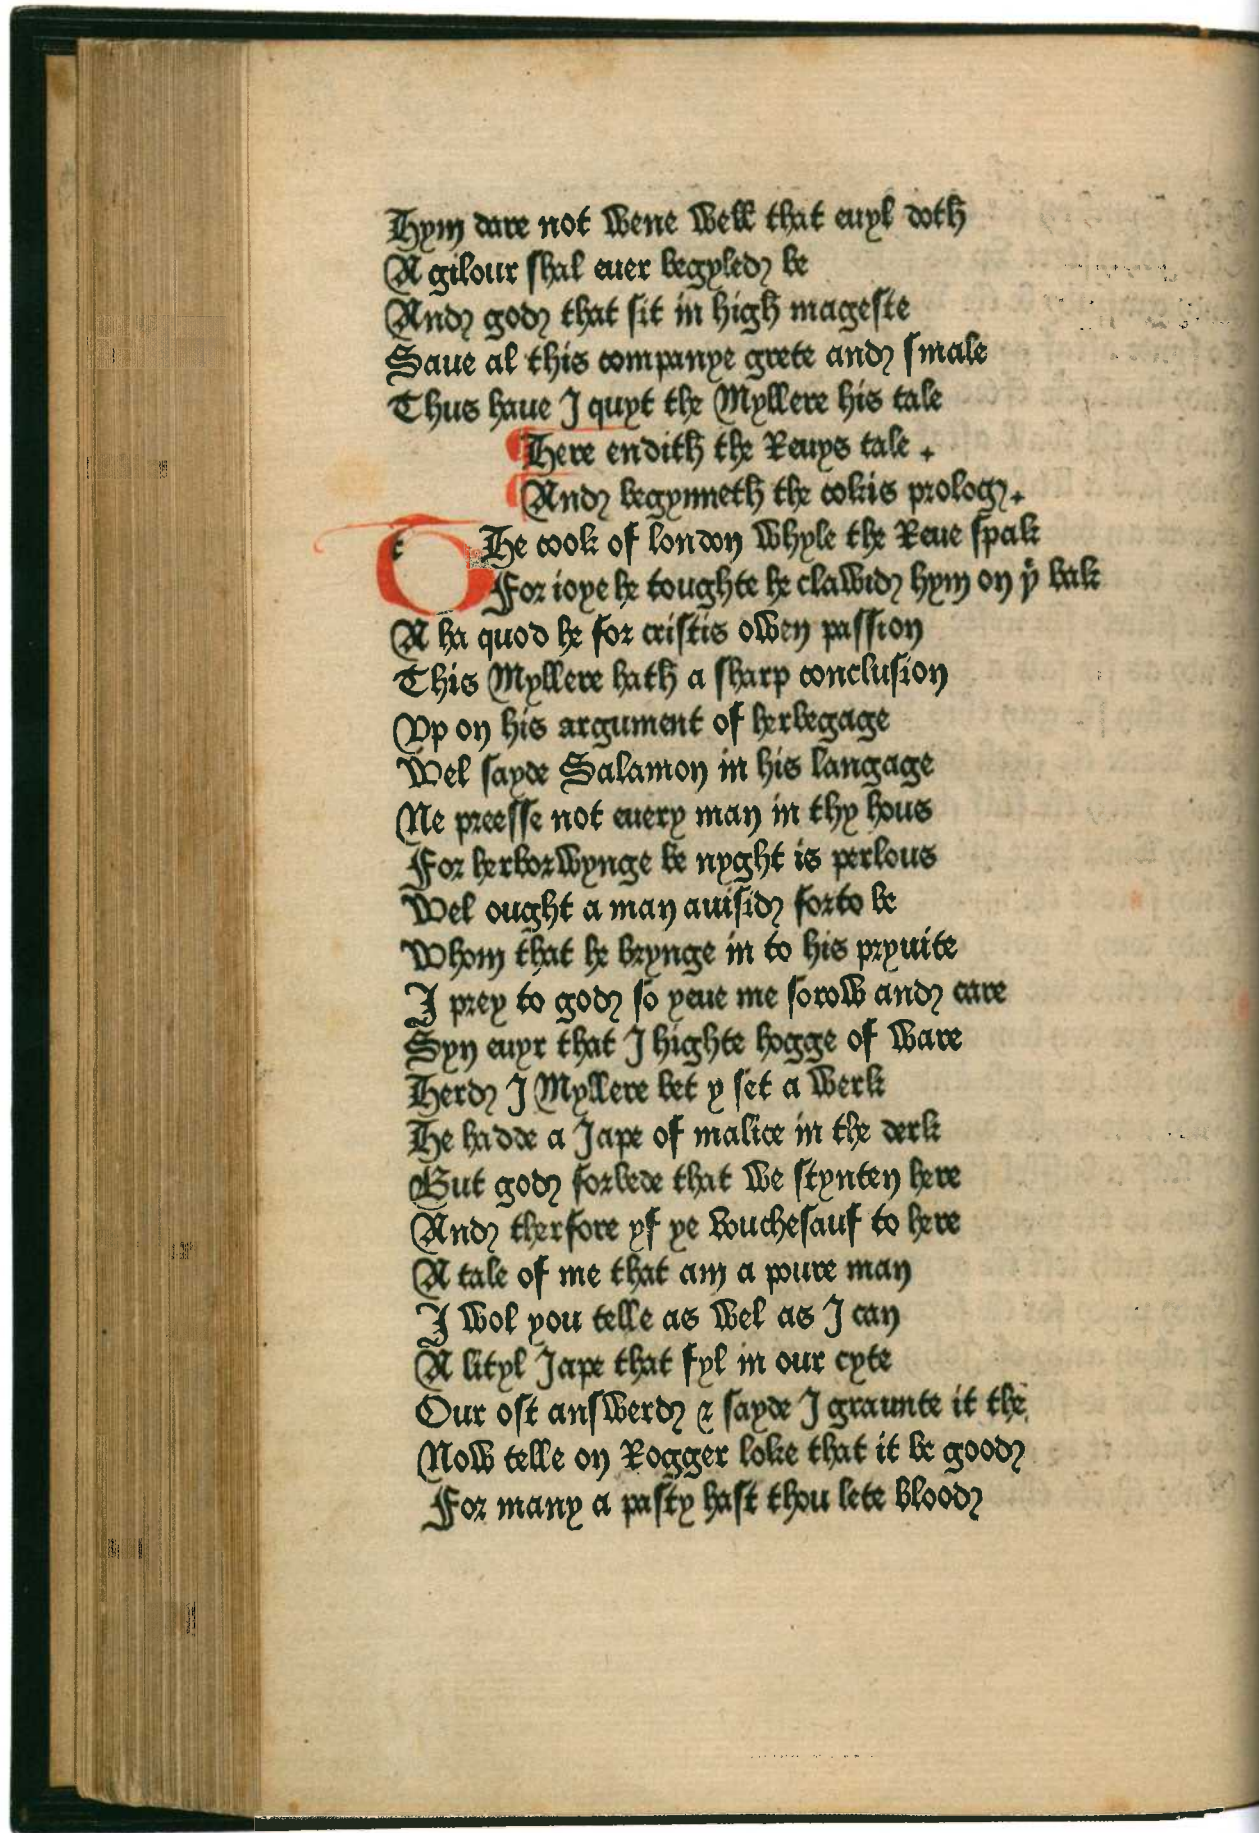 Hym dare not wene well that euyl doth
A gilour shal euer begyled be
And god that sit in high mageste
Saue al this companye grete and smale
Thus haue I quyt the Myllere his tale
Here endith the Reuys tale .
And begynneth the cokis prolog .
The cook of london whyle the Reue spak
For ioye he toughte he clawid hym on yͤ bak
A ha quod he for cristis owen passion
This Myllere hath a sharp conclusion
Vp on his argument of herbegage
Wel sayde Salamon in his langage
Ne preesse not euery man in thy hous
For herborwynge be nyght is perlous
Wel ought a man auisid forto be
Whom that he brynge in to his pryuite
I prey to god so yeue me sorow and care
Syn euyr that I highte hogge of ware
Herd I Myllere bet y set a werk
He hadde a Jape of malice in the derk
But god forbede that we stynten here
And therfore yf ye vouchesauf to here
A tale of me that am a poure man
I wol you telle as wel as I can
A lityl Jape that fyl in our cyte
Our ost answerd & sayde I graunte it the
Now telle on Rogger loke that it be good
For many a pasty hast thou lete blood